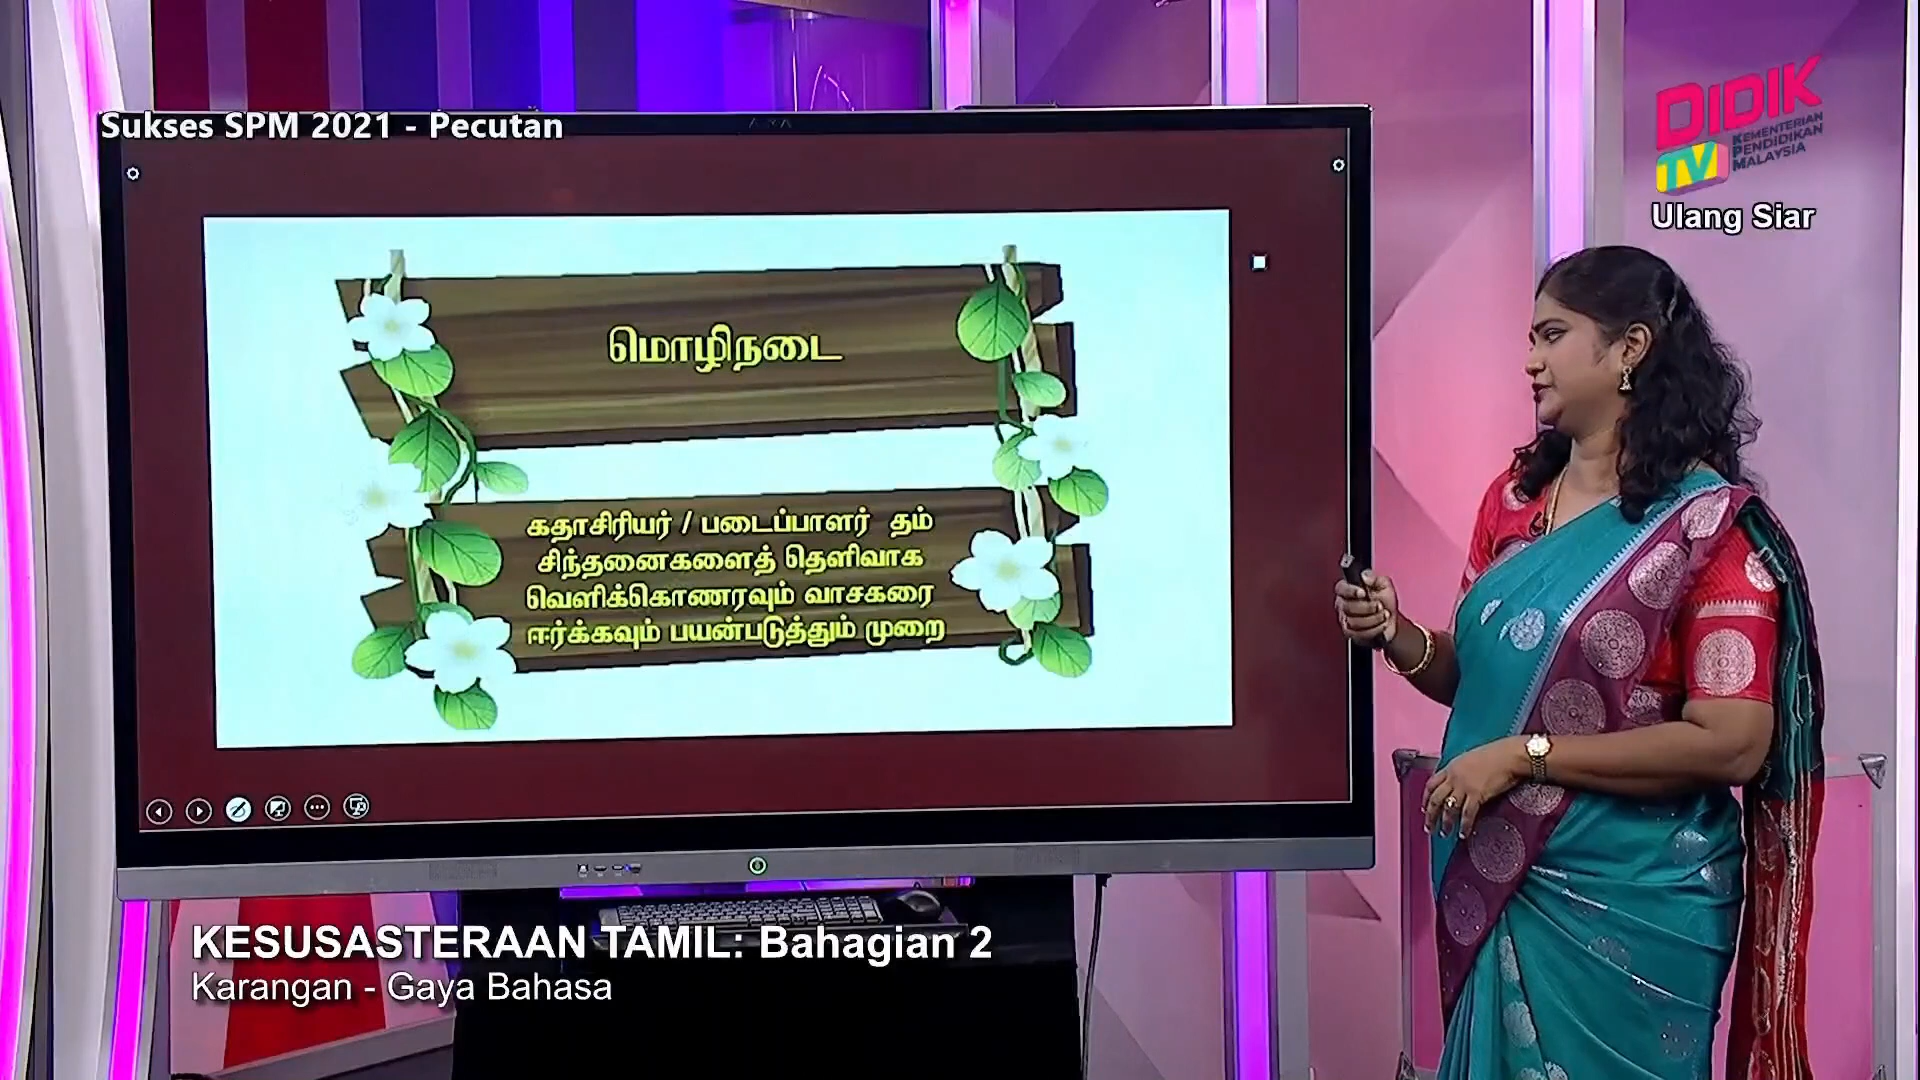 Sukses SPM 2021 - Pecutan
DIDIK
TV
KEMENTERIAN
PENDIDIKAN
MALAYSIA
Ulang Siar
மொழிநடை
கதாசிரியர் / படைப்பாளர் தம்
சிந்தனைகளைத் தெளிவாக
வெளிக்கொணரவும் வாசகரை
ஈர்க்கவும் பயன்படுத்தும் முறை
KESUSASTERAAN TAMIL: Bahagian 2
Karangan - Gaya Bahasa